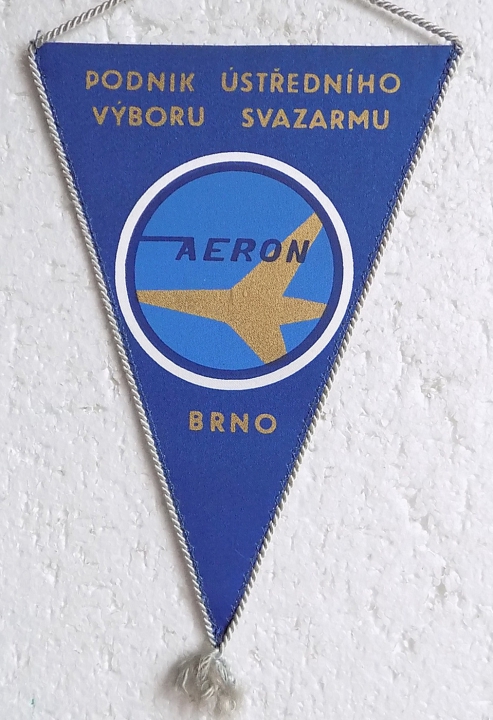 PODNIK ÚSTŘEDNÍHO
VÝBORU SVAZARMU
AERON
BRNO